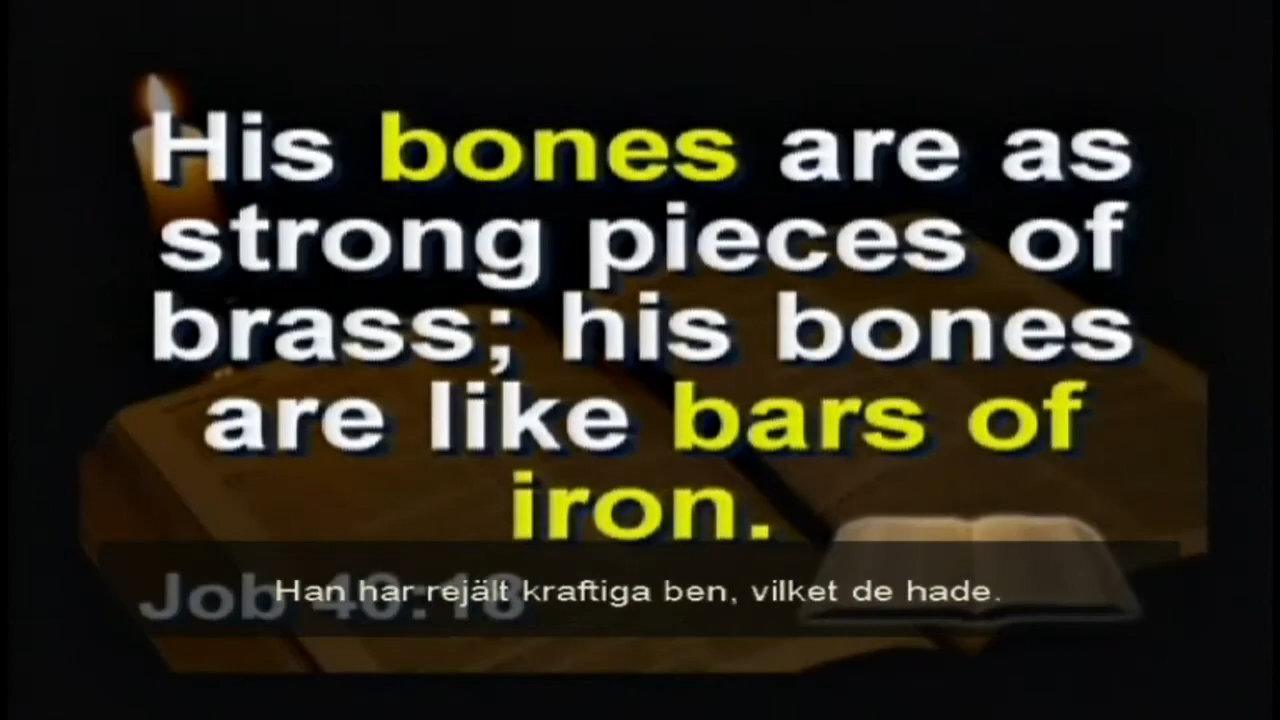 His bones are as
strong pieces of
brass; his bones
are like bars of
iron.
Job 40:18
Han har rejält kraftiga ben, vilket de hade.